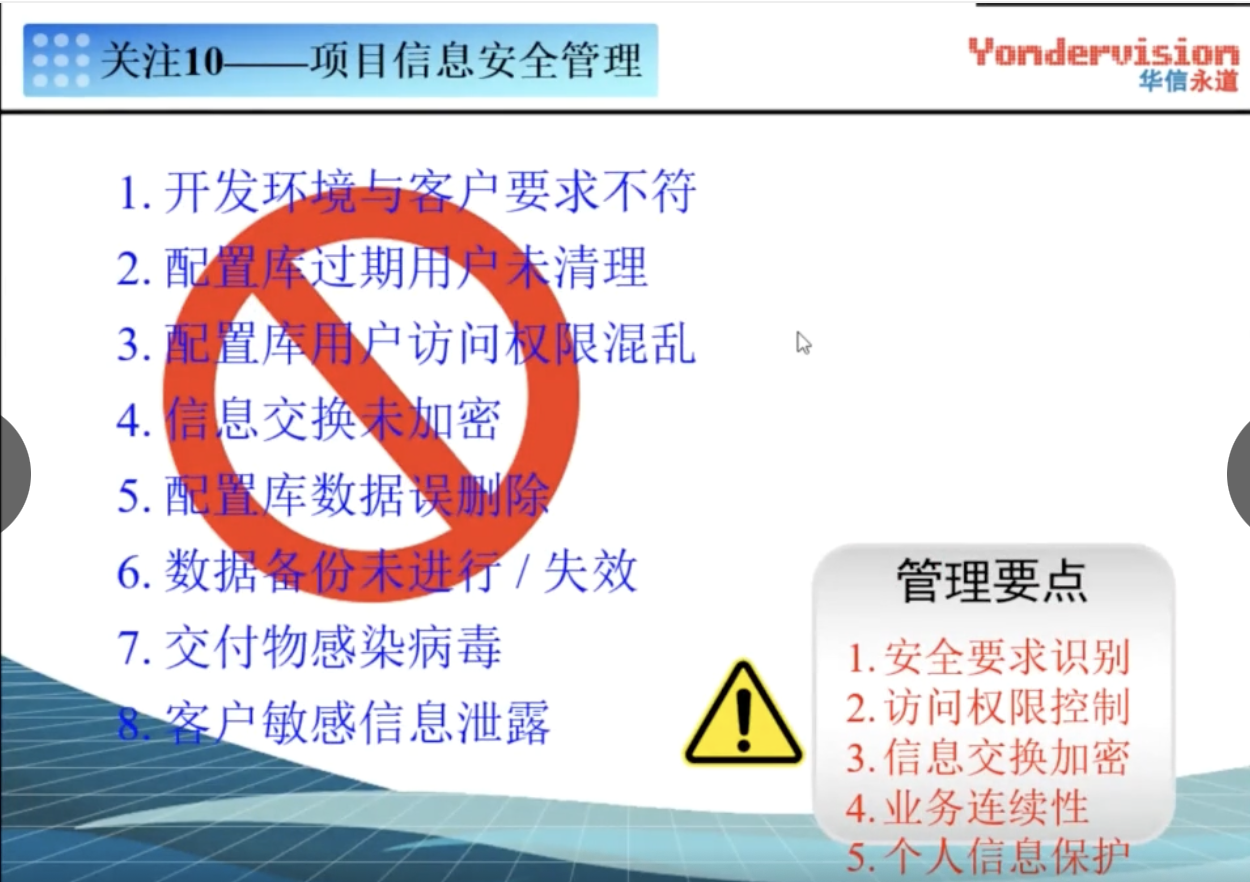 关注10——项目信息安全管理
Yondervision
华信永道
1. 开发环境与客户要求不符
2. 配置库过期用户未清理
3. 配置库用户访问权限混乱
4. 信息交换未加密
5. 配置库数据误删除
6. 数据备份未进行 / 失效
7. 交付物感染病毒
8. 客户敏感信息泄露
管理要点
1. 安全要求识别
2. 访问权限控制
3. 信息交换加密
4. 业务连续性
5. 个人信息保护